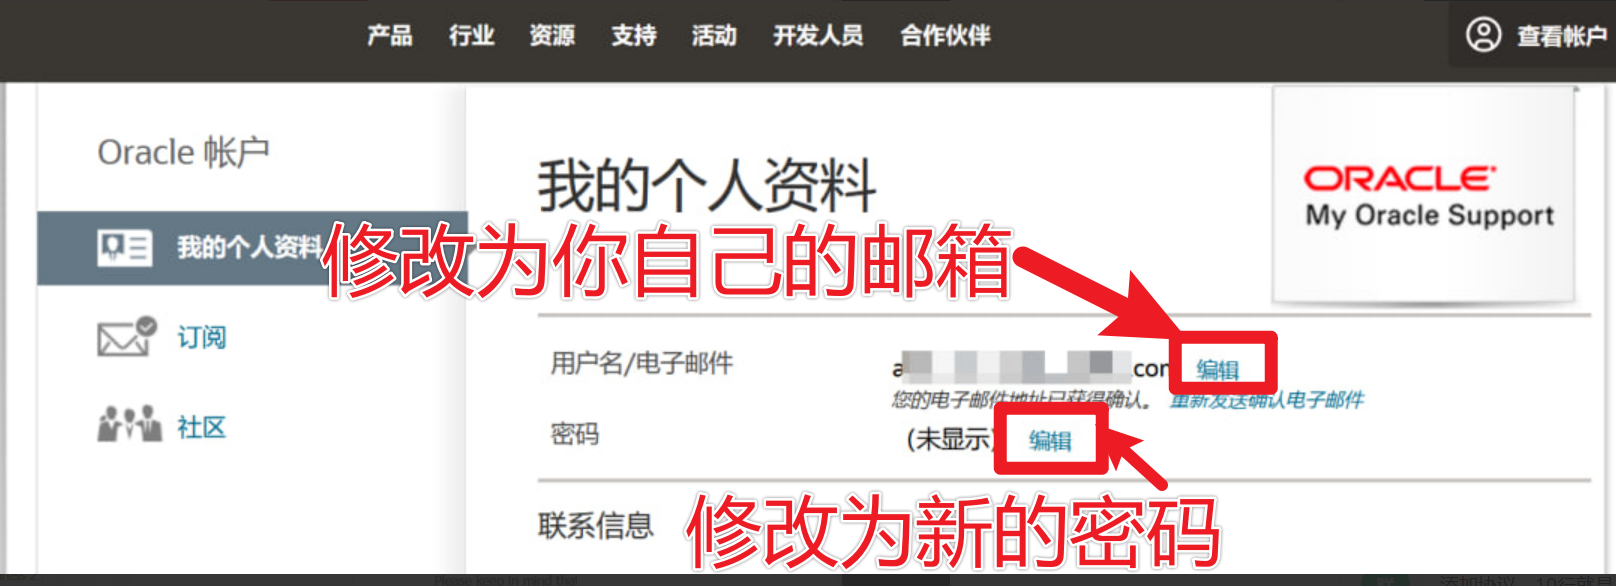 产品 行业 资源 支持 活动 开发人员 合作伙伴 查看帐户
Oracle 帐户
我的个人资料
订阅
社区
我的个人资料
ORACLE
My Oracle Support
修改为你自己的邮箱
用户名/电子邮件 a .com 编辑
您的电子邮件地址已获得确认。 重新发送确认电子邮件
密码 (未显示) 编辑
修改为新的密码
联系信息
Please keep in mind that